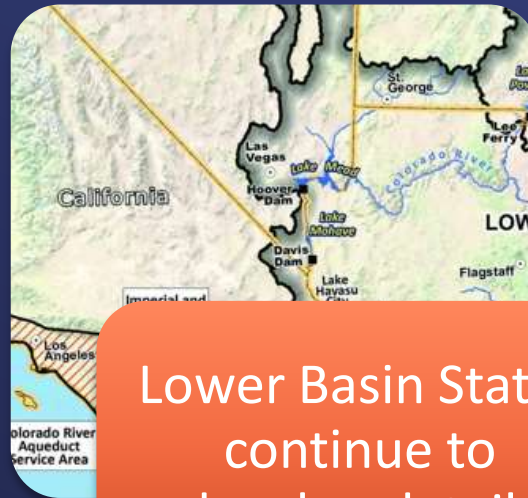 St.
George
Lee
Ferry
Las
Vegas
Lake Mead
Colorado River
Hoover
Dam
California
Lake
Mohave
LOW
Davis
Dam
Flagstaff
Lake
Havasu
City
Imperial and
Los
Angeles
olorado River
Aqueduct
Service Area
Lower Basin Stat
continue to